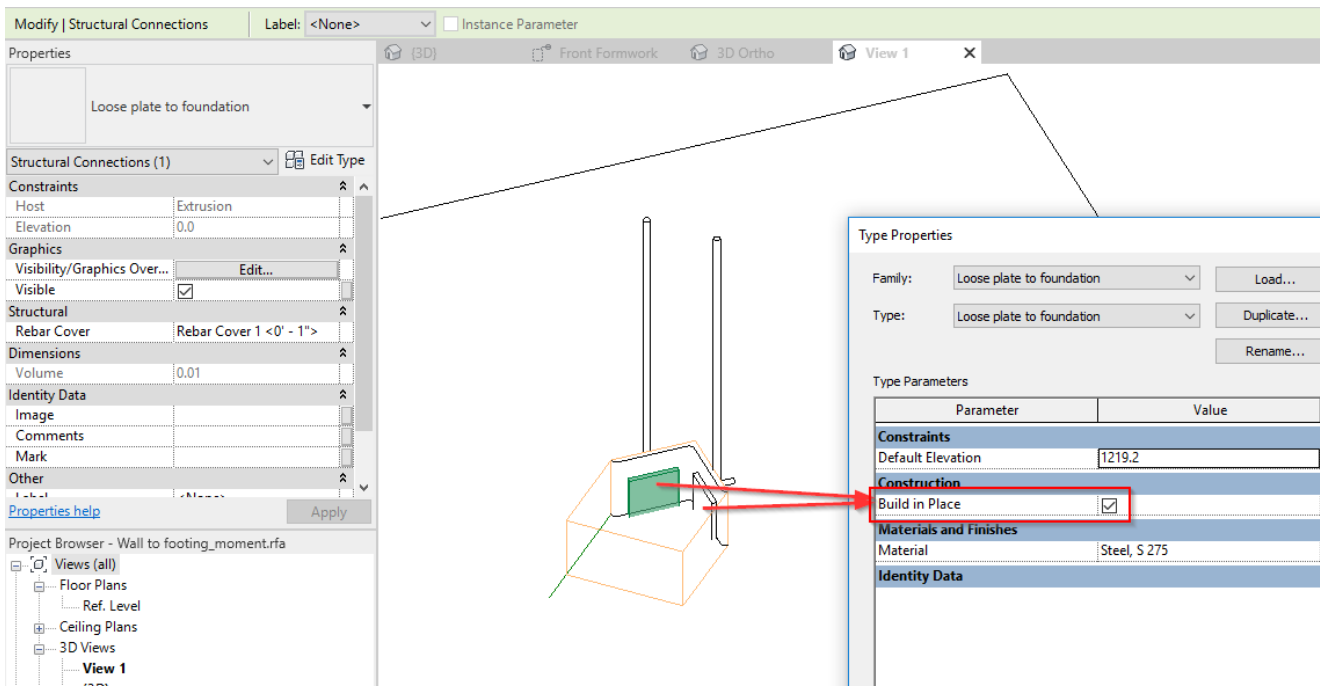 Modify | Structural Connections Label: <None> Instance Parameter
Properties
{3D} Front Formwork 3D Ortho View 1
Loose plate to foundation
Structural Connections (1) Edit Type
Constraints
Host Extrusion
Elevation 0.0
Graphics
Visibility/Graphics Over... Edit...
Visible
Structural
Rebar Cover Rebar Cover 1 <0' - 1">
Dimensions
Volume 0.01
Identity Data
Image
Comments
Mark
Other
Label <None>
Properties help Apply
Project Browser - Wall to footing_moment.rfa
Views (all)
Floor Plans
Ref. Level
Ceiling Plans
3D Views
View 1
Type Properties
Family: Loose plate to foundation Load...
Type: Loose plate to foundation Duplicate...
Rename...
Type Parameters
Parameter Value
Constraints
Default Elevation 1219.2
Construction
Build in Place
Materials and Finishes
Material Steel, S 275
Identity Data